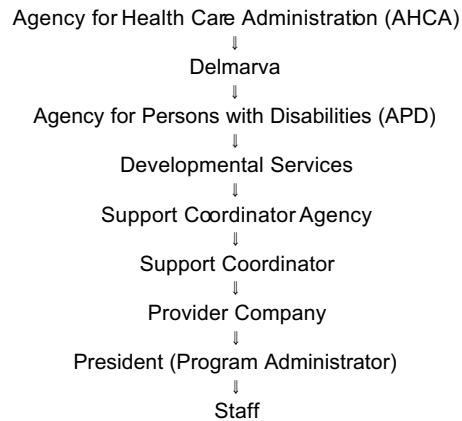 Agency for Health Care Administration (AHCA)
⇓
Delmarva
⇓
Agency for Persons with Disabilities (APD)
⇓
Developmental Services
⇓
Support Coordinator Agency
⇓
Support Coordinator
⇓
Provider Company
⇓
President (Program Administrator)
⇓
Staff